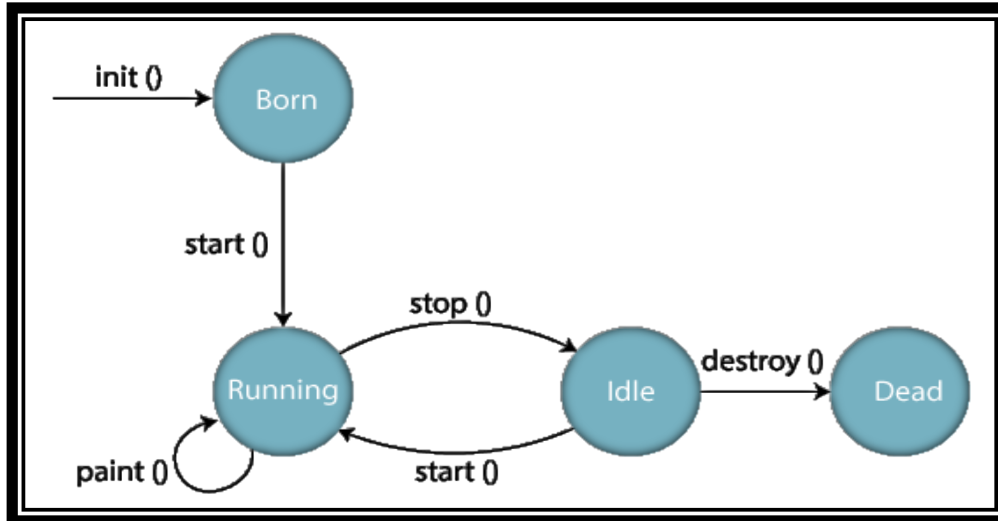 init ()
Born
start ()
stop ()
destroy ()
Running
Idle
Dead
paint ()
start ()